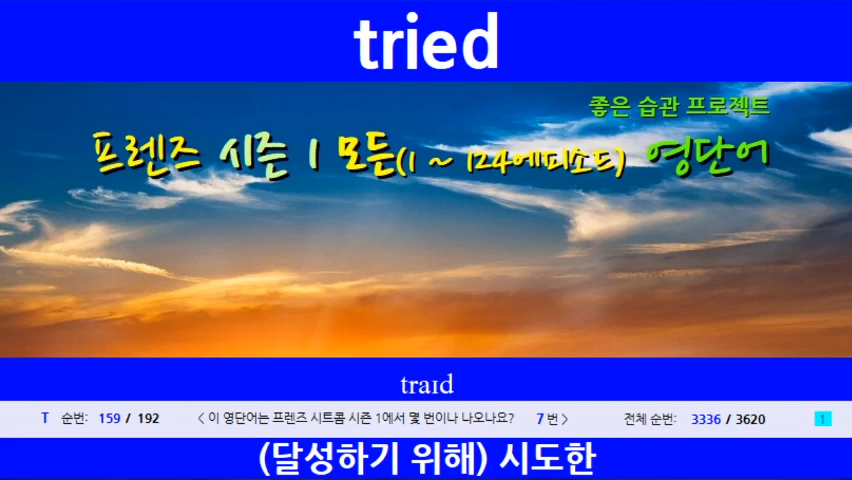 tried
좋은 습관 프로젝트
프렌즈 시즌 1 모든(1 ~ 124에피소드) 영단어
traɪd
T 순번: 159 / 192 < 이 영단어는 프렌즈 시트콤 시즌 1에서 몇 번이나 나오나요? 7 번 > 전체 순번: 3336 / 3620 1
(달성하기 위해) 시도한